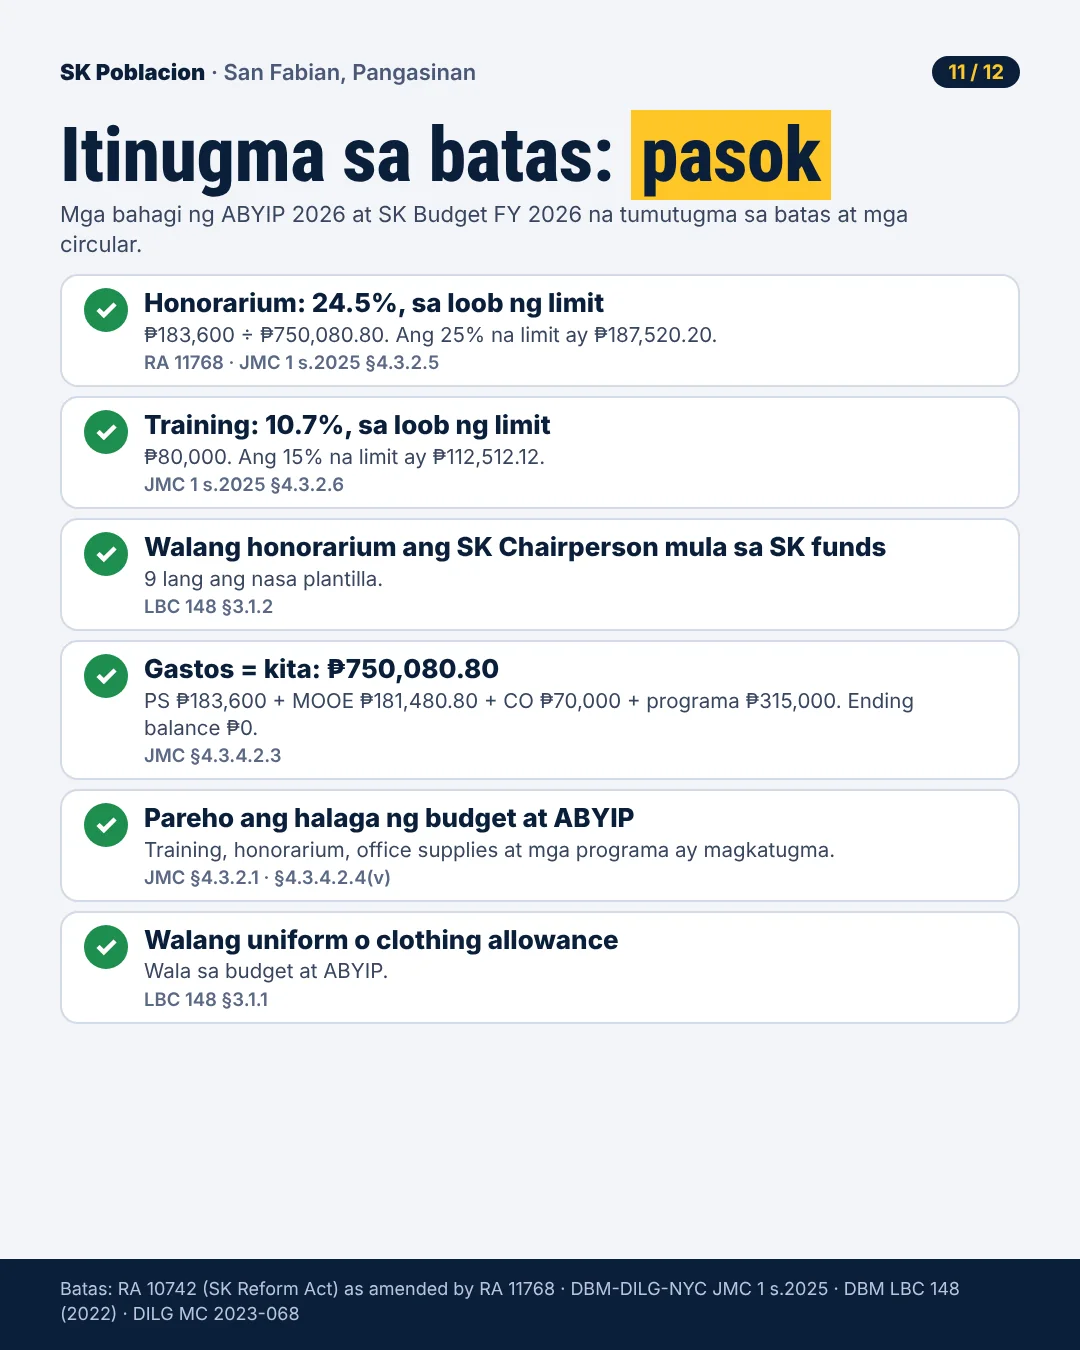 SK Poblacion · San Fabian, Pangasinan
11 / 12
Itinugma sa batas: pasok
Mga bahagi ng ABYIP 2026 at SK Budget FY 2026 na tumutugma sa batas at mga
circular.
Honorarium: 24.5%, sa loob ng limit
₱183,600 ÷ ₱750,080.80. Ang 25% na limit ay ₱187,520.20.
RA 11768 · JMC 1 s.2025 §4.3.2.5
Training: 10.7%, sa loob ng limit
₱80,000. Ang 15% na limit ay ₱112,512.12.
JMC 1 s.2025 §4.3.2.6
Walang honorarium ang SK Chairperson mula sa SK funds
9 lang ang nasa plantilla.
LBC 148 §3.1.2
Gastos = kita: ₱750,080.80
PS ₱183,600 + MOOE ₱181,480.80 + CO ₱70,000 + programa ₱315,000. Ending
balance ₱0.
JMC §4.3.4.2.3
Pareho ang halaga ng budget at ABYIP
Training, honorarium, office supplies at mga programa ay magkatugma.
JMC §4.3.2.1 · §4.3.4.2.4(v)
Walang uniform o clothing allowance
Wala sa budget at ABYIP.
LBC 148 §3.1.1
Batas: RA 10742 (SK Reform Act) as amended by RA 11768 · DBM-DILG-NYC JMC 1 s.2025 · DBM LBC 148
(2022) · DILG MC 2023-068